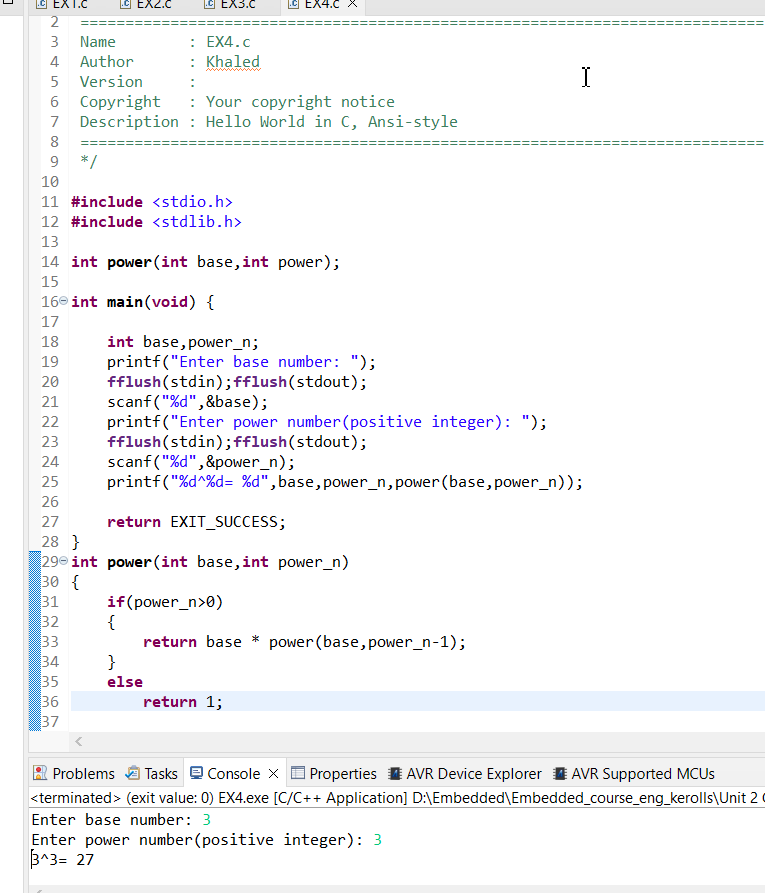 EX1.c EX2.c EX3.c EX4.c
2 ============================================================================
3 Name        : EX4.c
4 Author      : Khaled
5 Version     :
6 Copyright   : Your copyright notice
7 Description : Hello World in C, Ansi-style
8 ============================================================================
9 */
10
11 #include <stdio.h>
12 #include <stdlib.h>
13
14 int power(int base,int power);
15
16 int main(void) {
17
18     int base,power_n;
19     printf("Enter base number: ");
20     fflush(stdin);fflush(stdout);
21     scanf("%d",&base);
22     printf("Enter power number(positive integer): ");
23     fflush(stdin);fflush(stdout);
24     scanf("%d",&power_n);
25     printf("%d^%d= %d",base,power_n,power(base,power_n));
26
27     return EXIT_SUCCESS;
28 }
29 int power(int base,int power_n)
30 {
31     if(power_n>0)
32     {
33         return base * power(base,power_n-1);
34     }
35     else
36         return 1;
37
Problems Tasks Console Properties AVR Device Explorer AVR Supported MCUs
<terminated> (exit value: 0) EX4.exe [C/C++ Application] D:\Embedded\Embedded_course_eng_kerolls\Unit 2
Enter base number: 3
Enter power number(positive integer): 3
3^3= 27